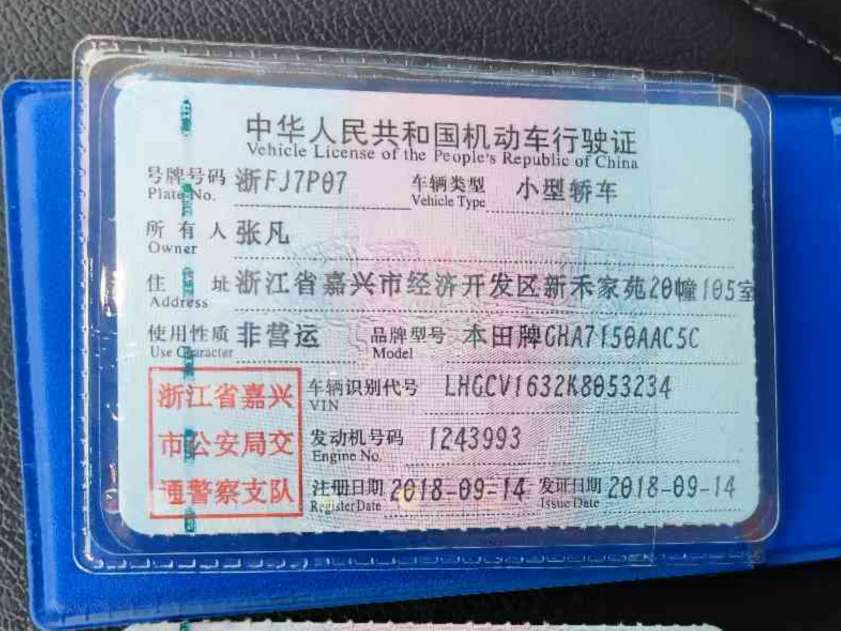 中华人民共和国机动车行驶证
Vehicle License of the People's Republic of China
号牌号码 浙FJ7P07 车辆类型 小型轿车
Plate No. Vehicle Type
所有人 张凡
Owner
住址 浙江省嘉兴市经济开发区新禾家苑20幢105室
Address
使用性质 非营运 品牌型号 本田牌GHA7150AAC5C
Use Character Model
浙江省嘉兴
市公安局交
通警察支队
车辆识别代号 LHGCV1632K8053234
VIN
发动机号码 1243993
Engine No.
注册日期 2018-09-14 发证日期 2018-09-14
Register Date Issue Date